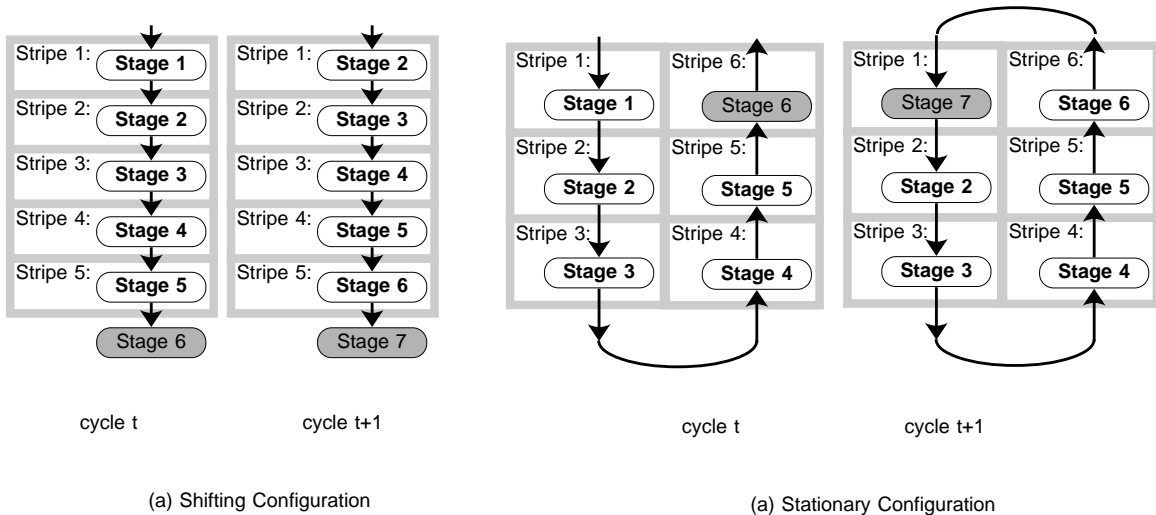 Stripe 1:
Stage 1
Stripe 2:
Stage 2
Stripe 3:
Stage 3
Stripe 4:
Stage 4
Stripe 5:
Stage 5
Stage 6
cycle t
Stripe 1:
Stage 2
Stripe 2:
Stage 3
Stripe 3:
Stage 4
Stripe 4:
Stage 5
Stripe 5:
Stage 6
Stage 7
cycle t+1
(a) Shifting Configuration
Stripe 1:
Stage 1
Stripe 2:
Stage 2
Stripe 3:
Stage 3
Stripe 6:
Stage 6
Stripe 5:
Stage 5
Stripe 4:
Stage 4
cycle t
Stripe 1:
Stage 7
Stripe 2:
Stage 2
Stripe 3:
Stage 3
Stripe 6:
Stage 6
Stripe 5:
Stage 5
Stripe 4:
Stage 4
cycle t+1
(a) Stationary Configuration